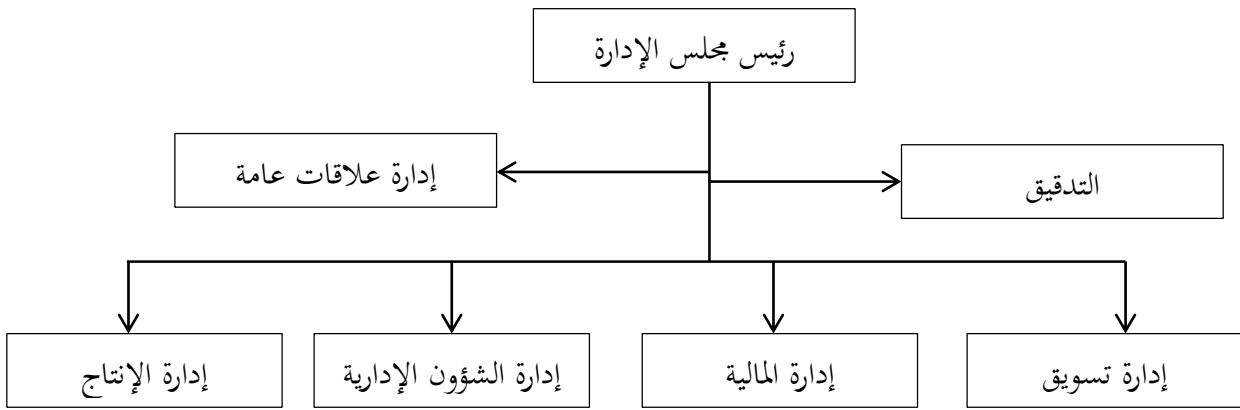 رئيس مجلس الإدارة
التدقيق
إدارة علاقات عامة
إدارة تسويق
إدارة المالية
إدارة الشؤون الإدارية
إدارة الإنتاج